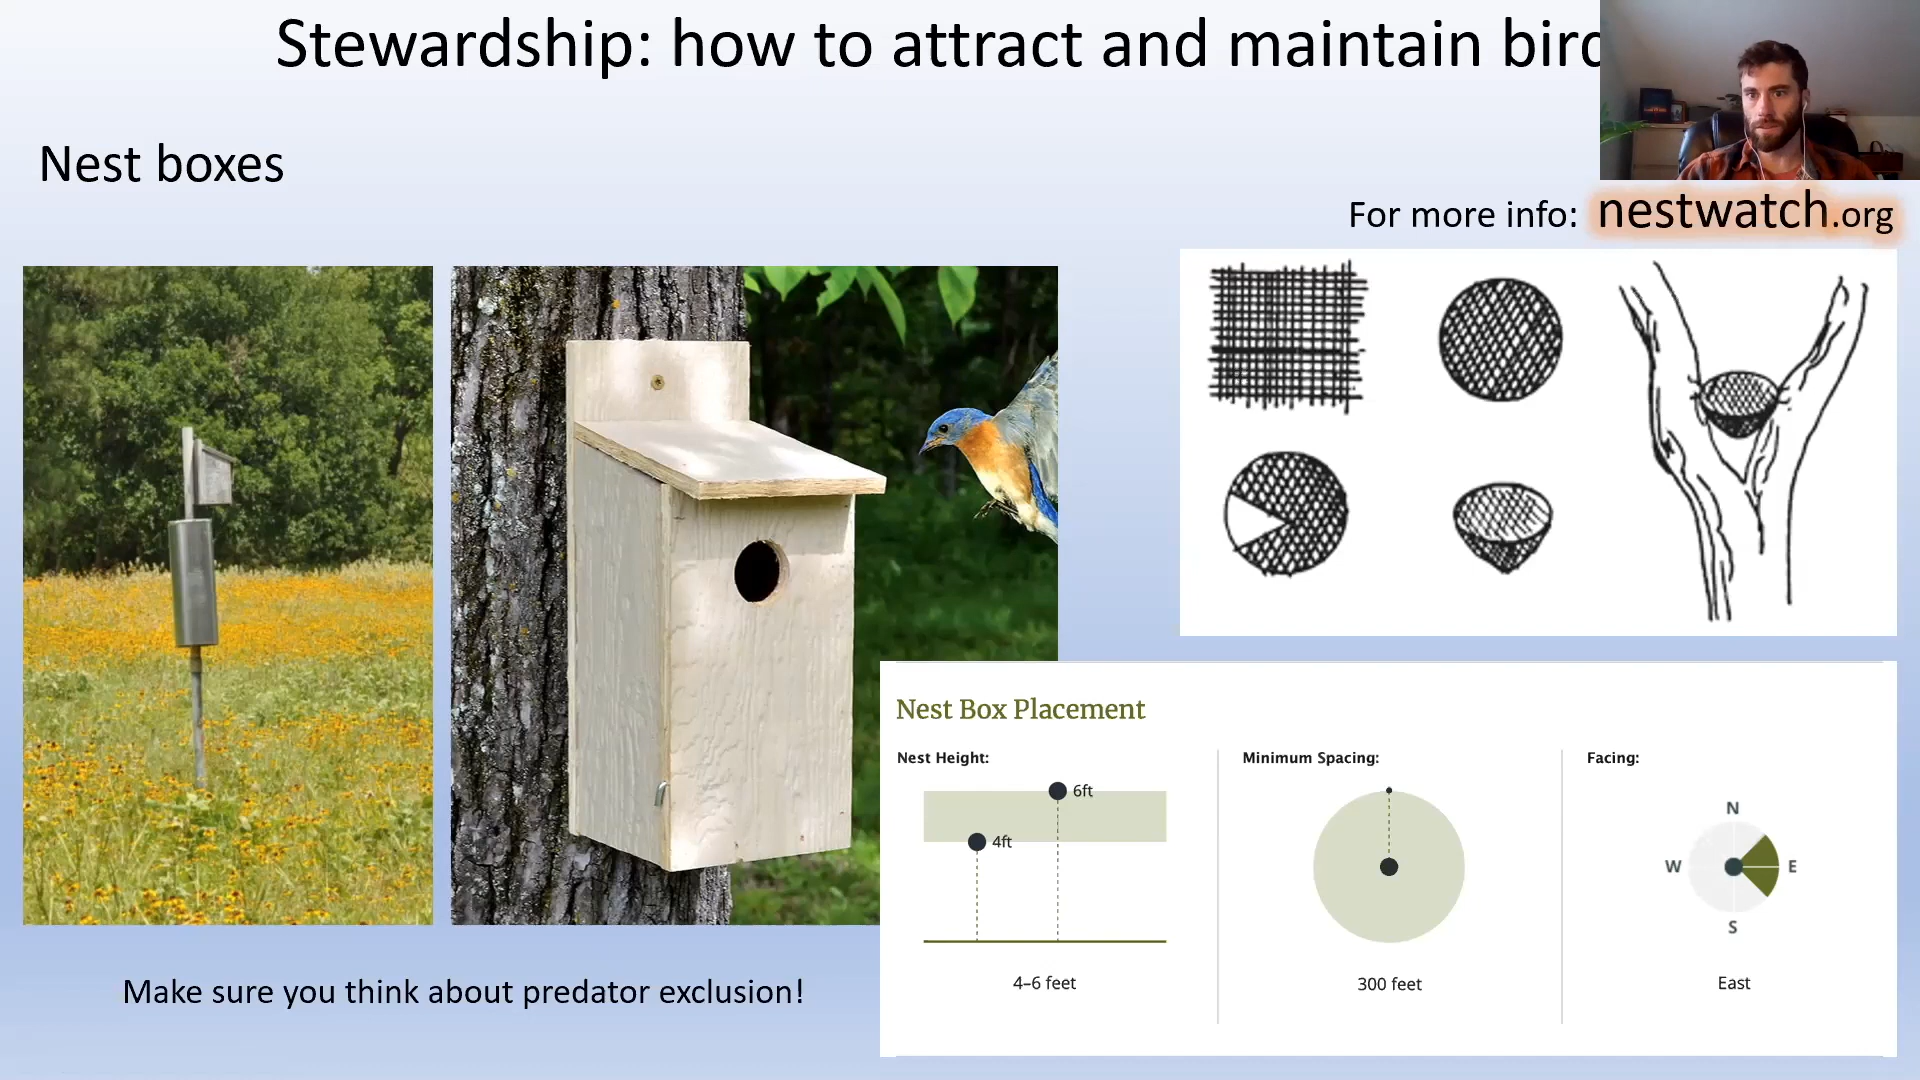 Stewardship: how to attract and maintain bird
Nest boxes
For more info: nestwatch.org
Nest Box Placement
Nest Height:
6ft
4ft
4–6 feet
Minimum Spacing:
300 feet
Facing:
N
W
E
S
East
Make sure you think about predator exclusion!